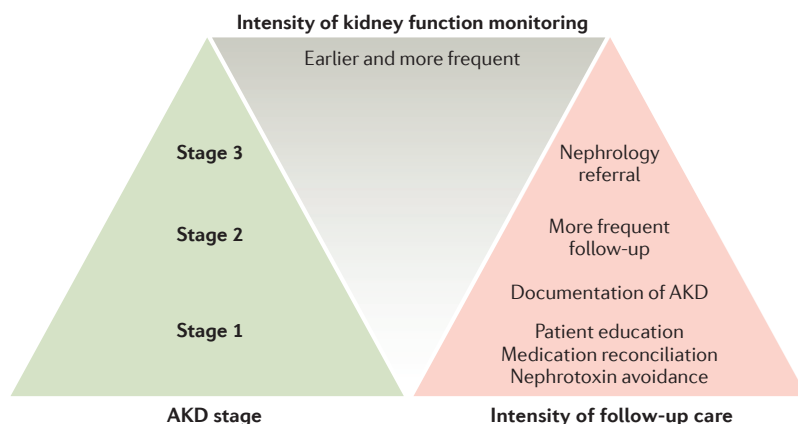 Intensity of kidney function monitoring
Earlier and more frequent
Stage 3
Stage 2
Stage 1
AKD stage
Nephrology
referral
More frequent
follow-up
Documentation of AKD
Patient education
Medication reconciliation
Nephrotoxin avoidance
Intensity of follow-up care